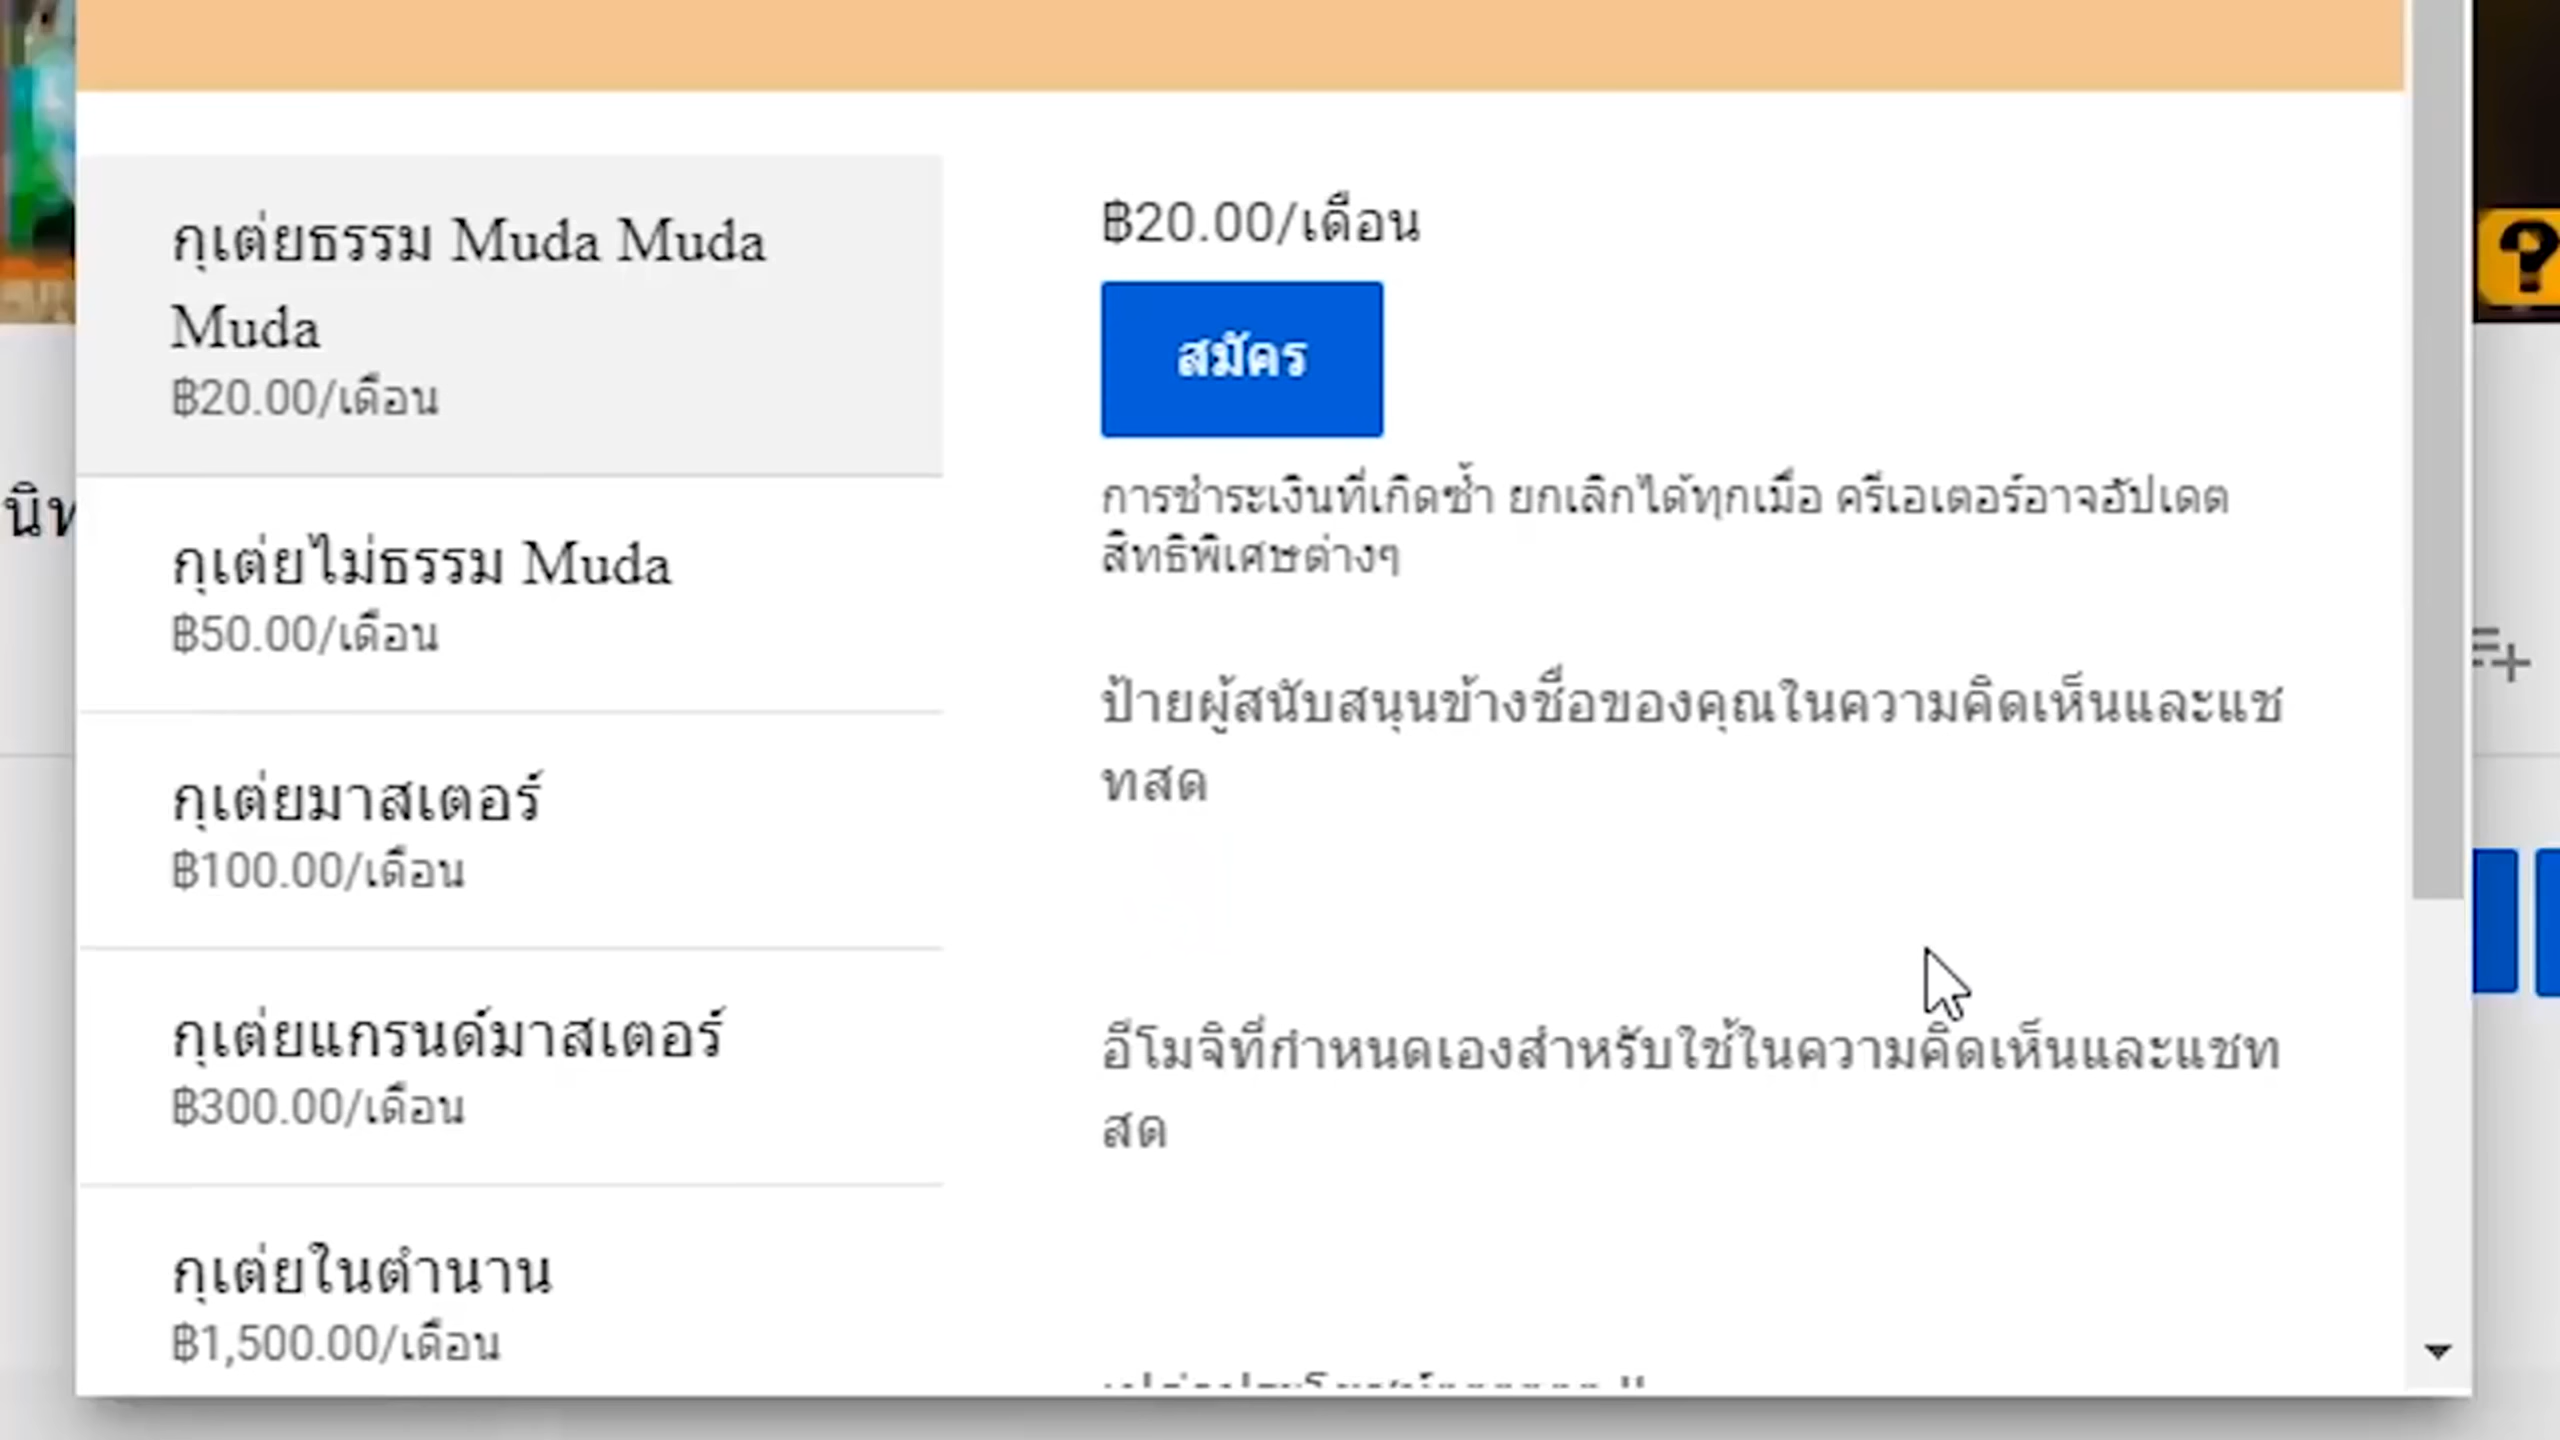 กุเต่ยธรรม Muda Muda
Muda
฿20.00/เดือน
กุเต่ยไม่ธรรม Muda
฿50.00/เดือน
กุเต่ยมาสเตอร์
฿100.00/เดือน
กุเต่ยแกรนด์มาสเตอร์
฿300.00/เดือน
กุเต่ยในตำนาน
฿1,500.00/เดือน
฿20.00/เดือน
สมัคร
การชำระเงินที่เกิดซ้ำ ยกเลิกได้ทุกเมื่อ ครีเอเตอร์อาจอัปเดต
สิทธิพิเศษต่างๆ
ป้ายผู้สนับสนุนข้างชื่อของคุณในความคิดเห็นและแช
ทสด
อีโมจิที่กำหนดเองสำหรับใช้ในความคิดเห็นและแชท
สด
?